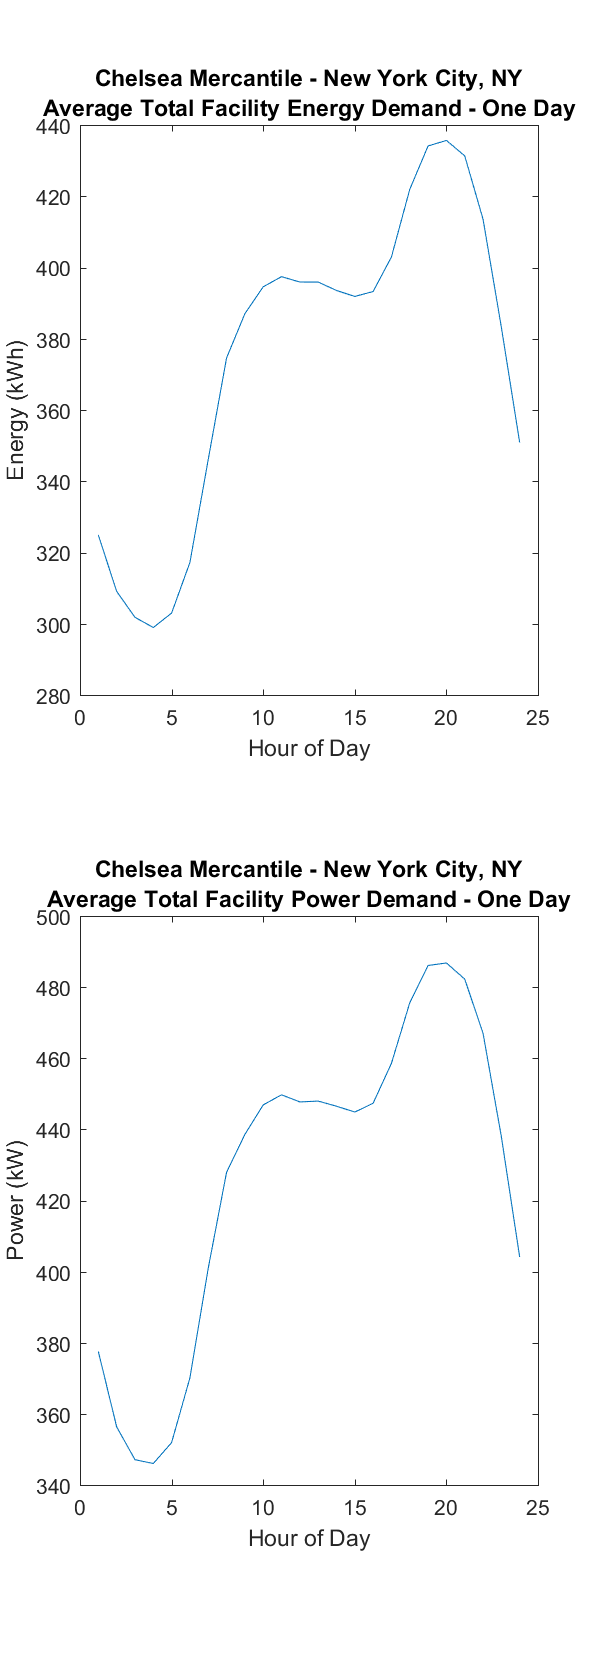 Chelsea Mercantile - New York City, NY
Average Total Facility Energy Demand - One Day
440
420
400
380
360
340
320
300
280
Energy (kWh)
0 5 10 15 20 25
Hour of Day
Chelsea Mercantile - New York City, NY
Average Total Facility Power Demand - One Day
500
480
460
440
420
400
380
360
340
Power (kW)
0 5 10 15 20 25
Hour of Day